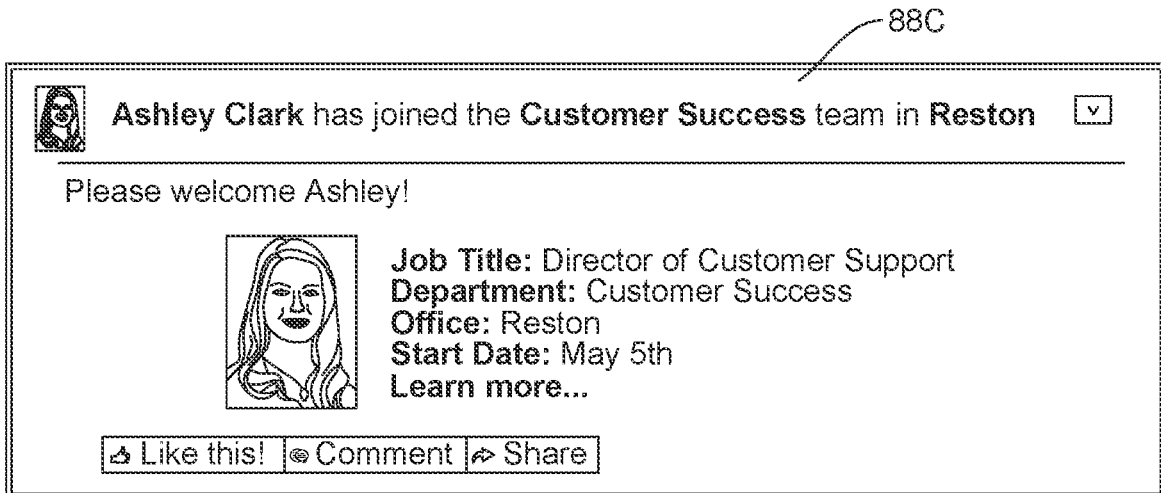 88C
Ashley Clark has joined the Customer Success team in Reston
Please welcome Ashley!
Job Title: Director of Customer Support
Department: Customer Success
Office: Reston
Start Date: May 5th
Learn more...
Like this! Comment Share